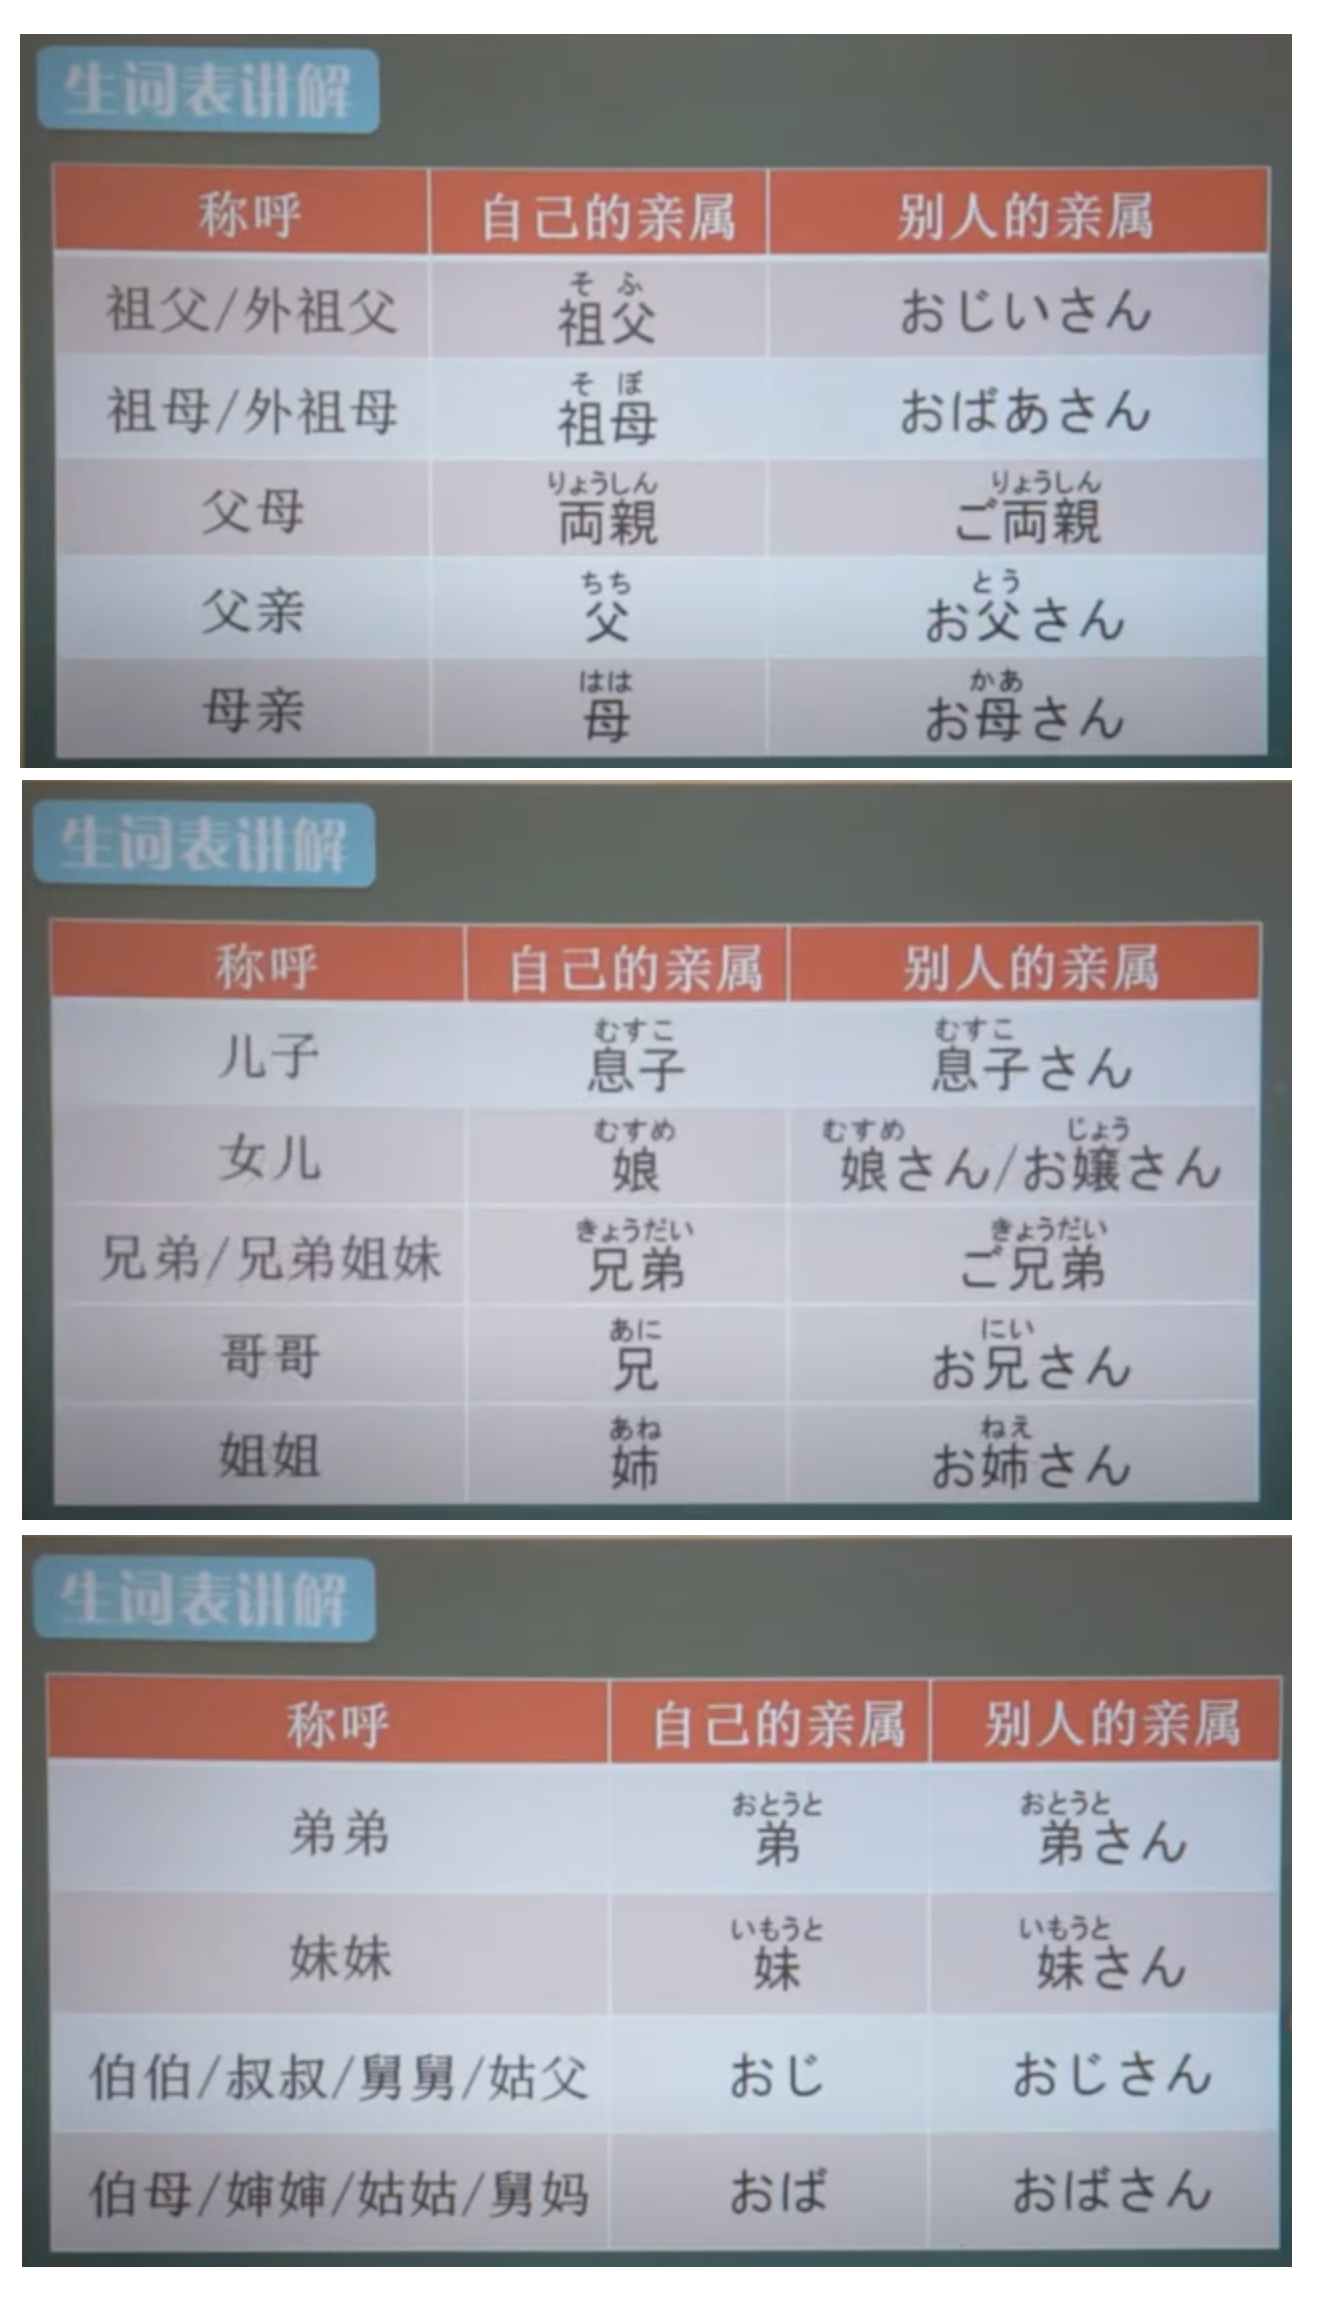 生词表讲解
称呼 自己的亲属 别人的亲属
そ ふ
祖父/外祖父 祖父 おじいさん
そ ぼ
祖母/外祖母 祖母 おばあさん
りょうしん りょうしん
父母 両親 ご両親
ちち とう
父亲 父 お父さん
はは かあ
母亲 母 お母さん
生词表讲解
称呼 自己的亲属 别人的亲属
むすこ むすこ
儿子 息子 息子さん
むすめ むすめ じょう
女儿 娘 娘さん/お嬢さん
きょうだい きょうだい
兄弟/兄弟姐妹 兄弟 ご兄弟
あに にい
哥哥 兄 お兄さん
あね ねえ
姐姐 姉 お姉さん
生词表讲解
称呼 自己的亲属 别人的亲属
おとうと おとうと
弟弟 弟 弟さん
いもうと いもうと
妹妹 妹 妹さん
伯伯/叔叔/舅舅/姑父 おじ おじさん
伯母/婶婶/姑姑/舅妈 おば おばさん